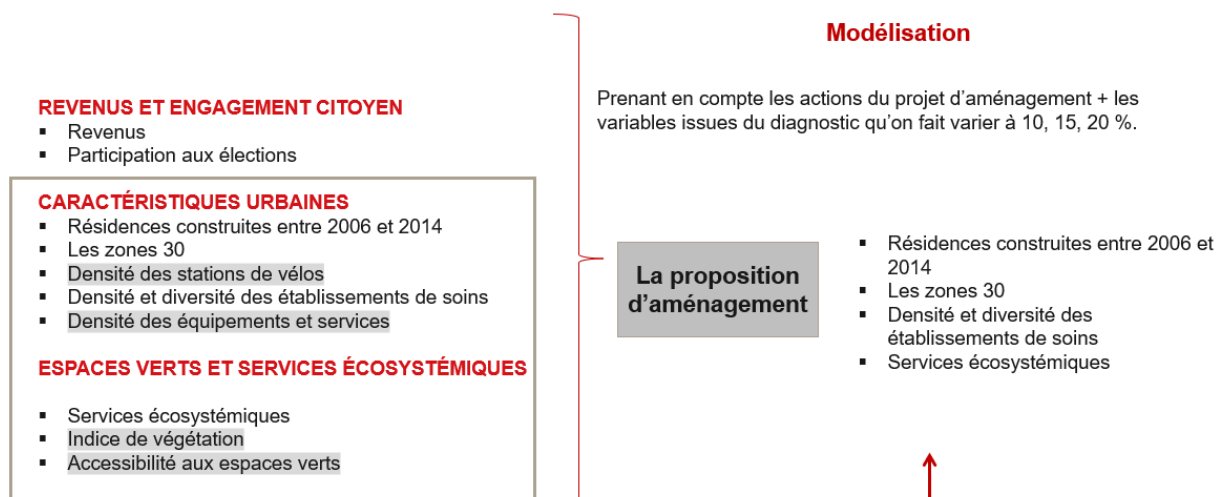 REVENUS ET ENGAGEMENT CITOYEN
▪ Revenus
▪ Participation aux élections
CARACTÉRISTIQUES URBAINES
▪ Résidences construites entre 2006 et 2014
▪ Les zones 30
▪ Densité des stations de vélos
▪ Densité et diversité des établissements de soins
▪ Densité des équipements et services
ESPACES VERTS ET SERVICES ÉCOSYSTÉMIQUES
▪ Services écosystémiques
▪ Indice de végétation
▪ Accessibilité aux espaces verts
Modélisation
Prenant en compte les actions du projet d’aménagement + les
variables issues du diagnostic qu’on fait varier à 10, 15, 20 %.
La proposition
d’aménagement
▪ Résidences construites entre 2006 et
2014
▪ Les zones 30
▪ Densité et diversité des
établissements de soins
▪ Services écosystémiques